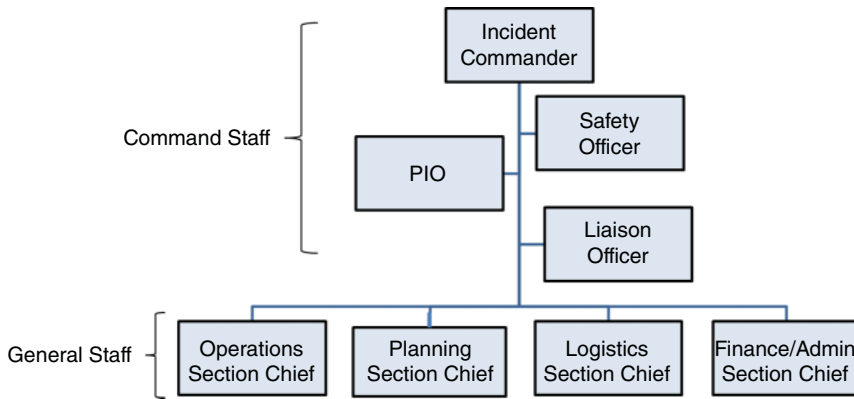 Incident
Commander
Safety
Officer
Command Staff
PIO
Liaison
Officer
General Staff
Operations
Section Chief
Planning
Section Chief
Logistics
Section Chief
Finance/Admin
Section Chief